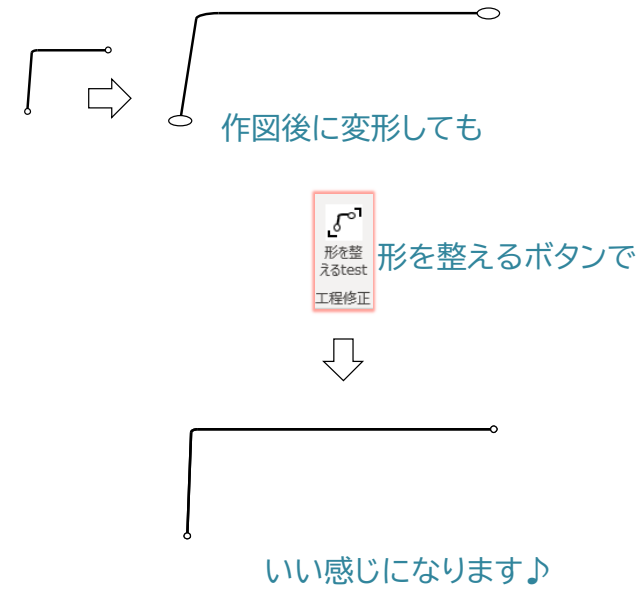 作図後に変形しても
形を整
えるtest
工程修正
形を整えるボタンで
いい感じになります♪